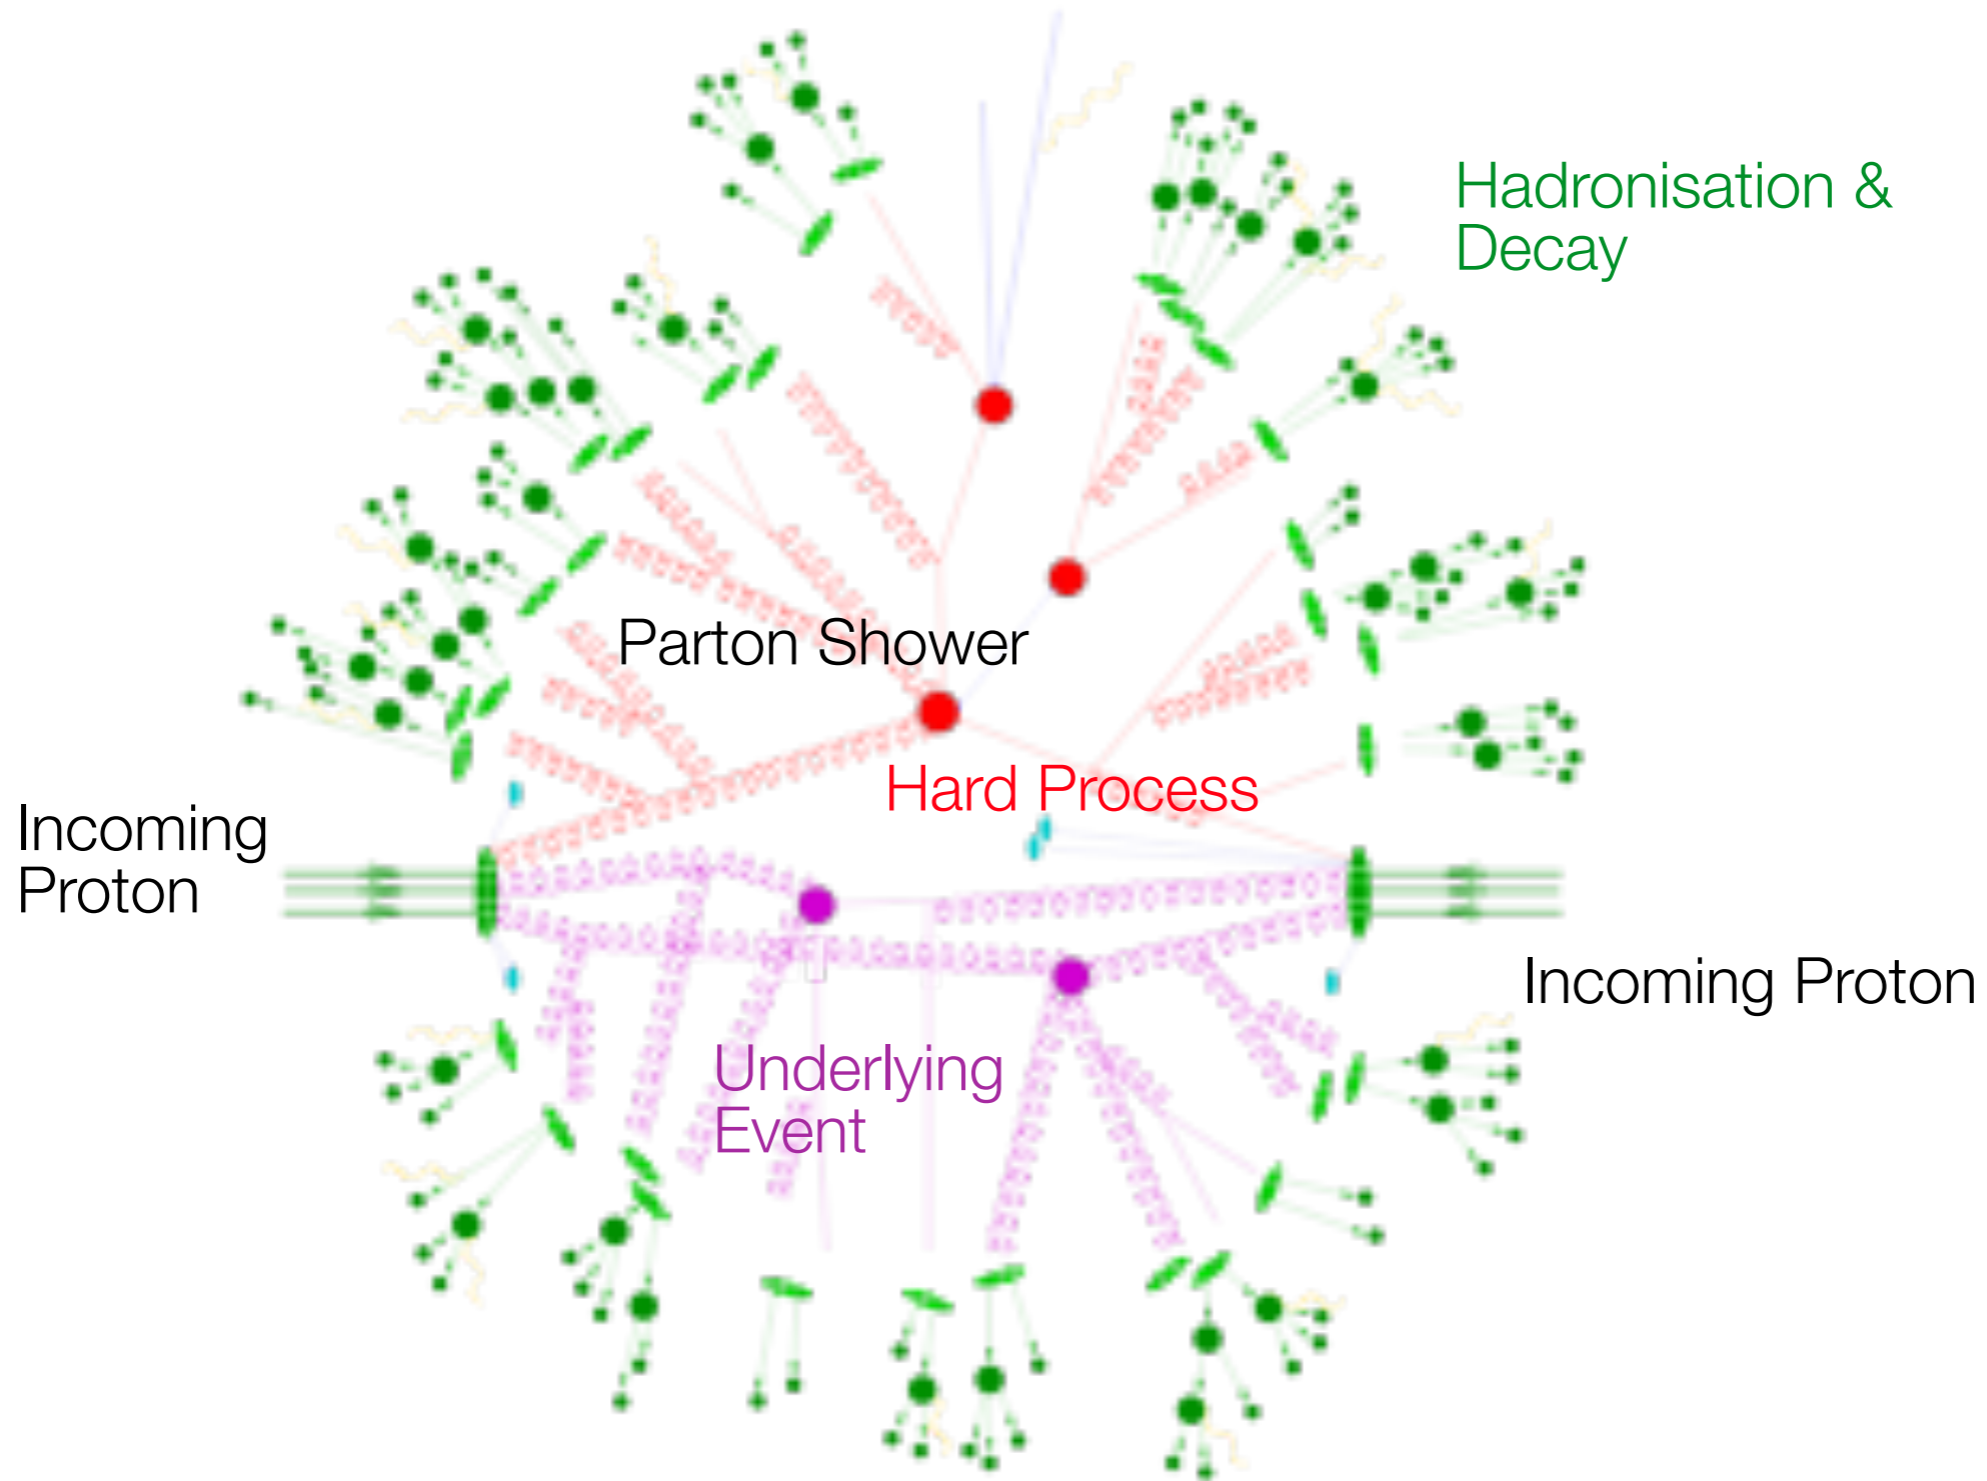 Hadronisation &
Decay
Parton Shower
Hard Process
Incoming
Proton
Incoming Proton
Underlying
Event